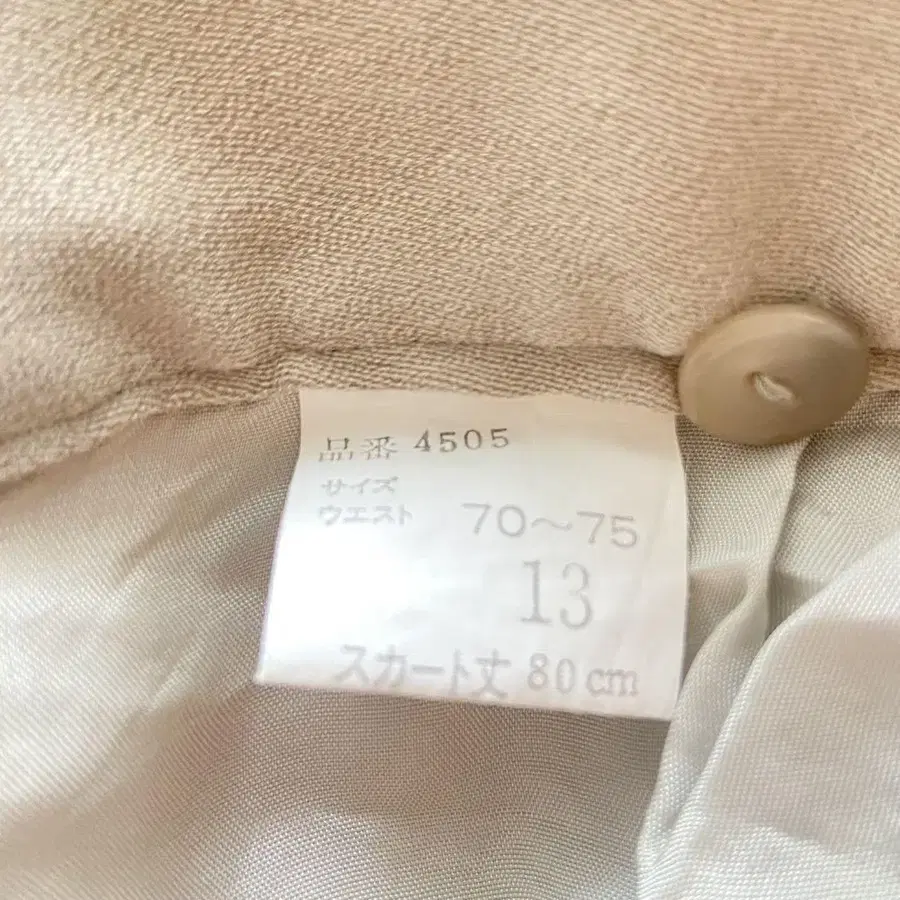 品番 4505
サイズ
ウエスト 70～75
13
スカート丈 80cm